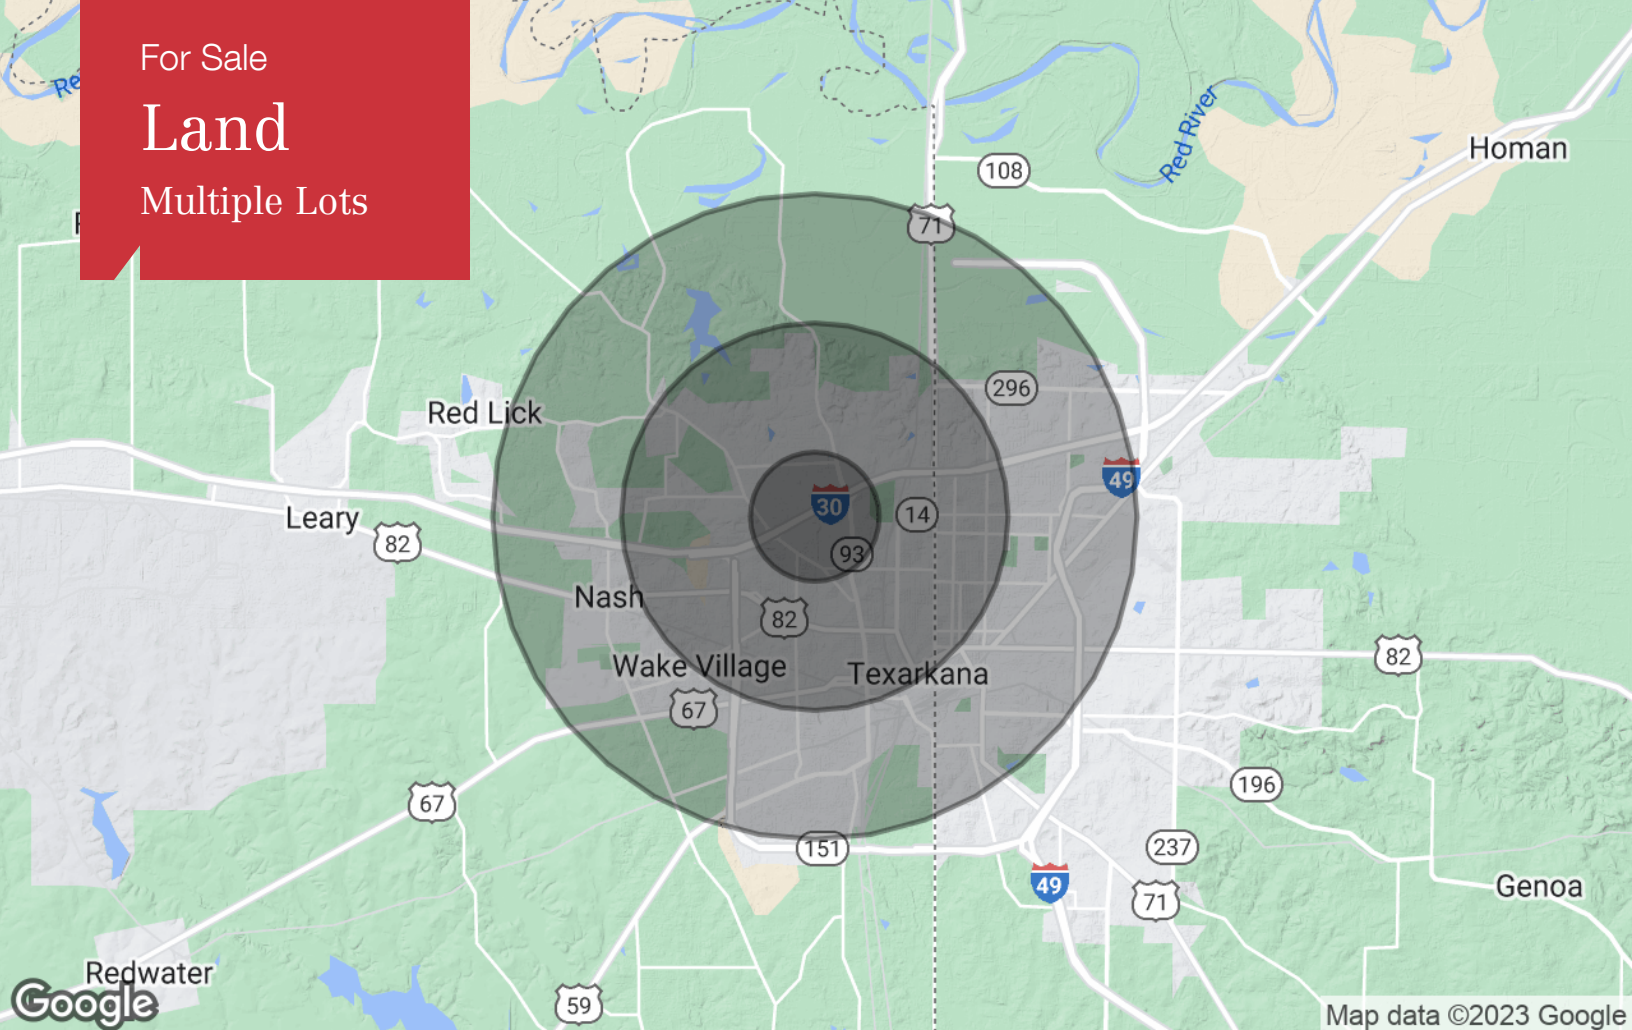 For Sale
Land
Multiple Lots
Red River
Homan
108
71
296
Red Lick
49
30
14
Leary
82
93
Nash
82
82
Wake Village
Texarkana
67
67
196
151
237
49
71
Genoa
Redwater
59
Google
Map data ©2023 Google